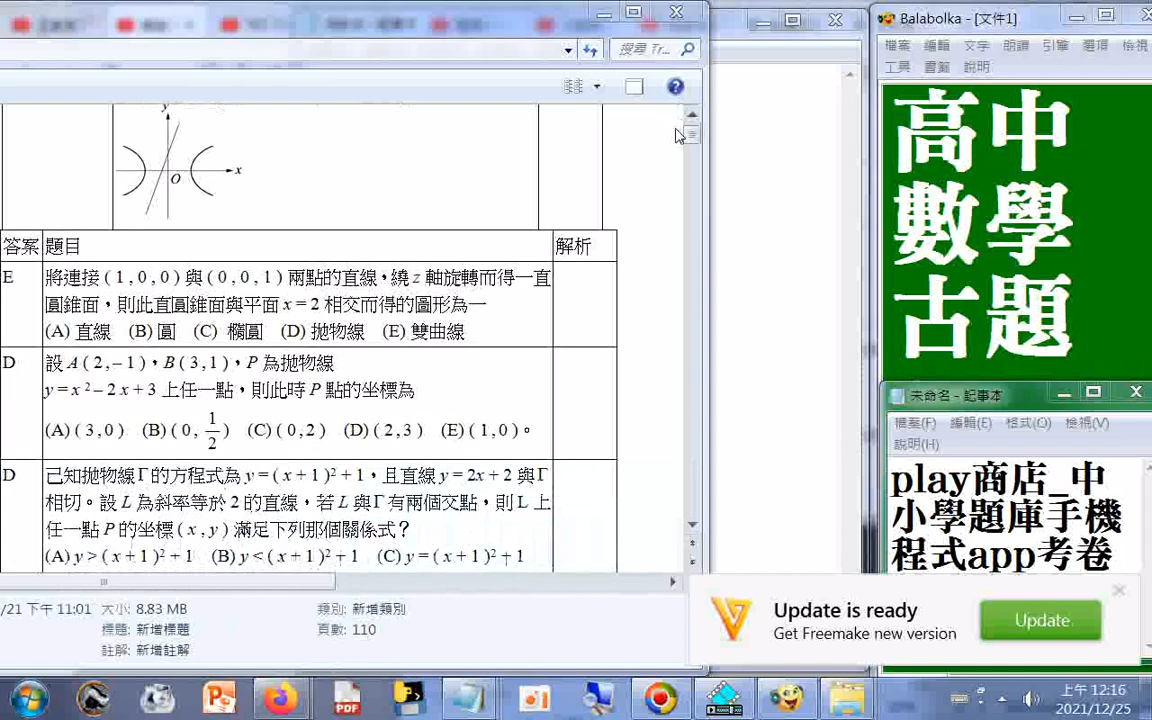 搜尋 Tr...
y
O
x
答案 題目 解析
E 將連接 ( 1 , 0 , 0 ) 與 ( 0 , 0 , 1 ) 兩點的直線，繞 z 軸旋轉而得一直
圓錐面，則此直圓錐面與平面 x = 2 相交而得的圖形為一
(A) 直線 (B) 圓 (C) 橢圓 (D) 拋物線 (E) 雙曲線
D 設 A ( 2 , – 1 )，B ( 3 , 1 )，P 為拋物線
y = x ² – 2 x + 3 上任一點，則此時 P 點的坐標為
(A) ( 3 , 0 ) (B) ( 0 , 1/2 ) (C) ( 0 , 2 ) (D) ( 2 , 3 ) (E) ( 1 , 0 )。
D 己知拋物線 Γ 的方程式為 y = ( x + 1 )² + 1，且直線 y = 2x + 2 與 Γ
相切。設 L 為斜率等於 2 的直線，若 L 與 Γ 有兩個交點，則 L 上
任一點 P 的坐標 ( x , y ) 滿足下列那個關係式？
(A) y > ( x + 1 )² + 1 (B) y < ( x + 1 )² + 1 (C) y = ( x + 1 )² + 1
/21 下午 11:01 大小: 8.83 MB 類別: 新增類別
標題: 新增標題 頁數: 110
註解: 新增註解
Balabolka - [文件1]
檔案 編輯 文字 朗讀 引擎 選項 檢視
工具 書籤 說明
高中
數學
古題
未命名 - 記事本
檔案(F) 編輯(E) 格式(O) 檢視(V)
說明(H)
play商店_中
小學題庫手機
程式app考卷
Update is ready
Get Freemake new version
Update
上午 12:16
2021/12/25